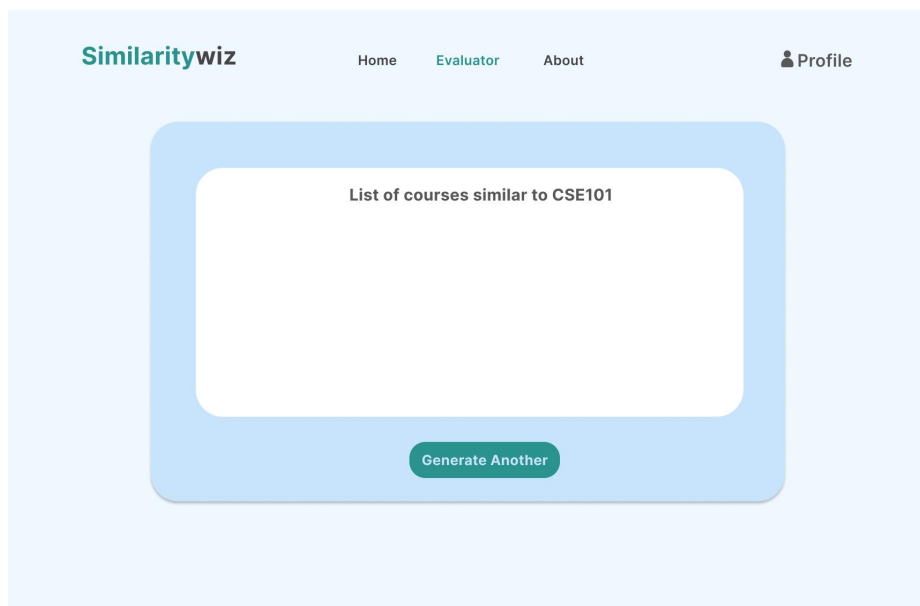 Similaritywiz
Home Evaluator About
Profile
List of courses similar to CSE101
Generate Another